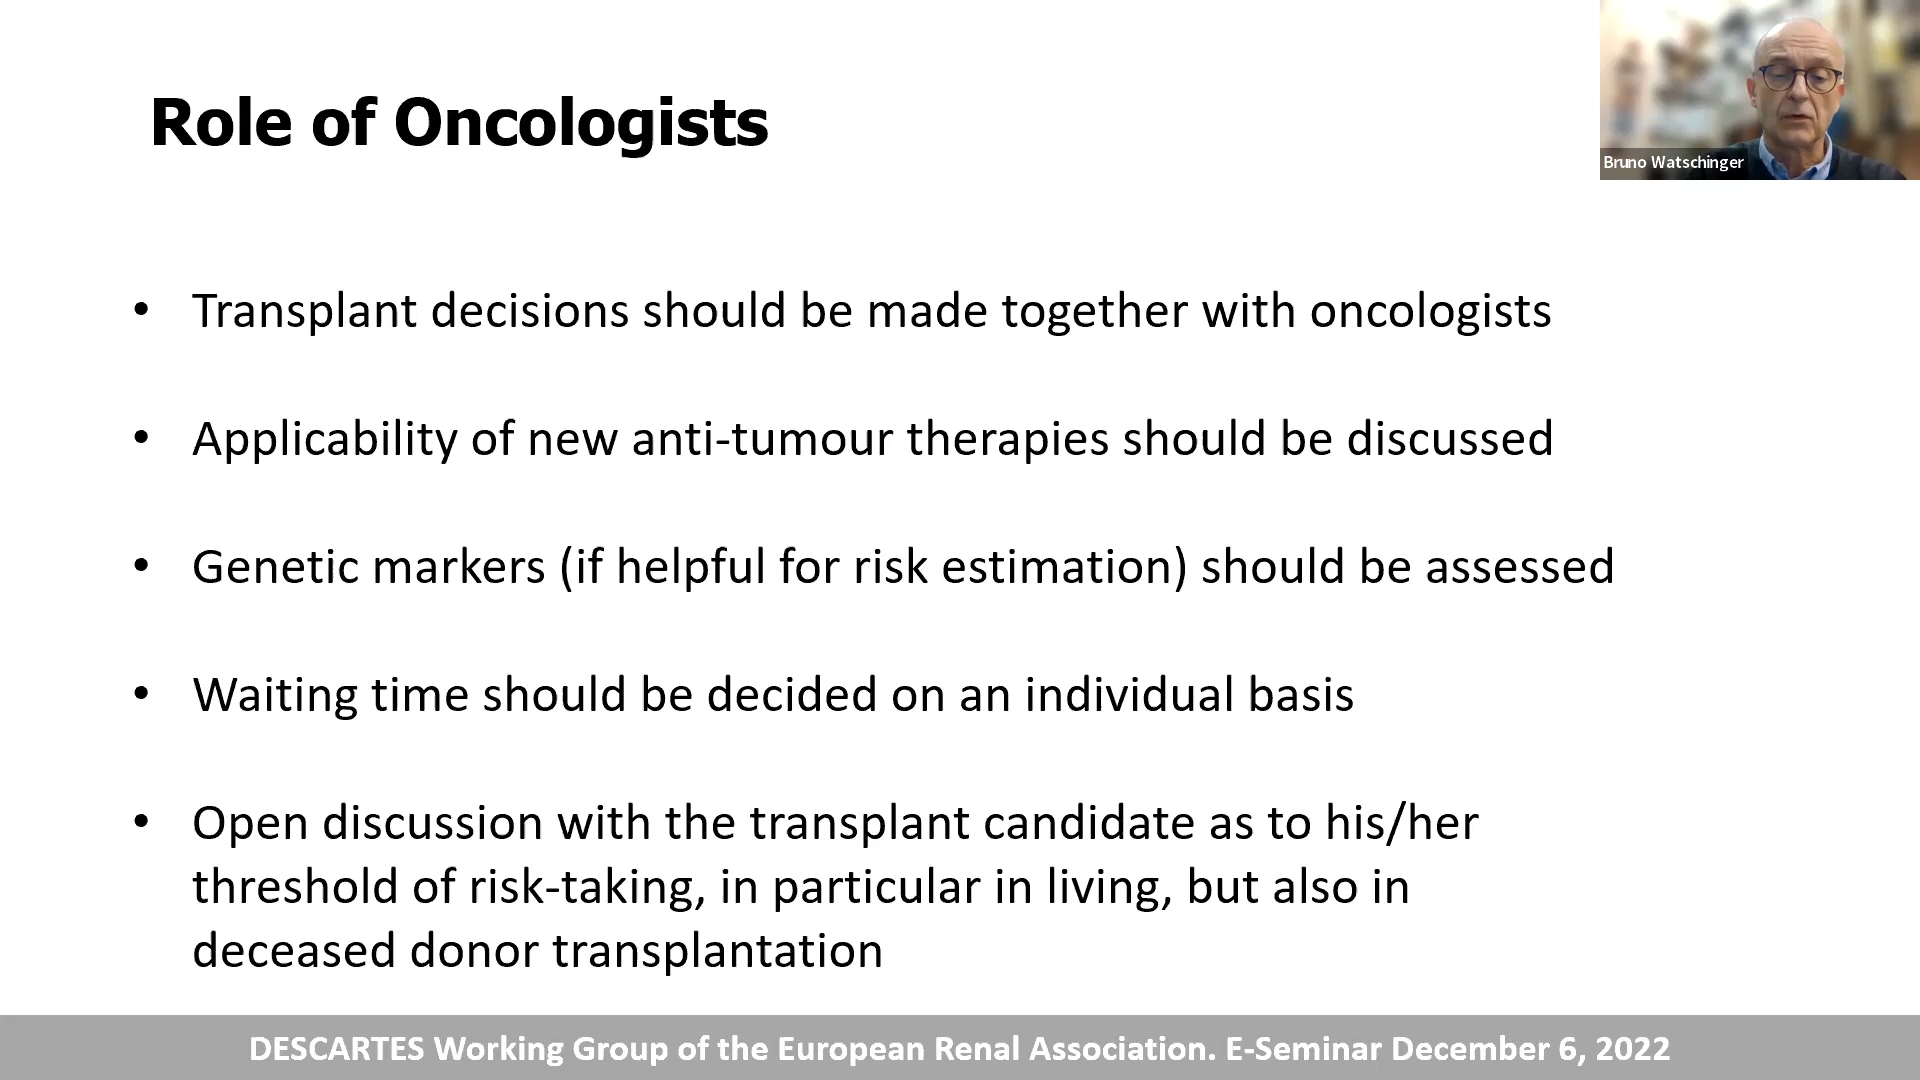 Role of Oncologists
Bruno Watschinger
• Transplant decisions should be made together with oncologists
• Applicability of new anti-tumour therapies should be discussed
• Genetic markers (if helpful for risk estimation) should be assessed
• Waiting time should be decided on an individual basis
• Open discussion with the transplant candidate as to his/her
threshold of risk-taking, in particular in living, but also in
deceased donor transplantation
DESCARTES Working Group of the European Renal Association. E-Seminar December 6, 2022